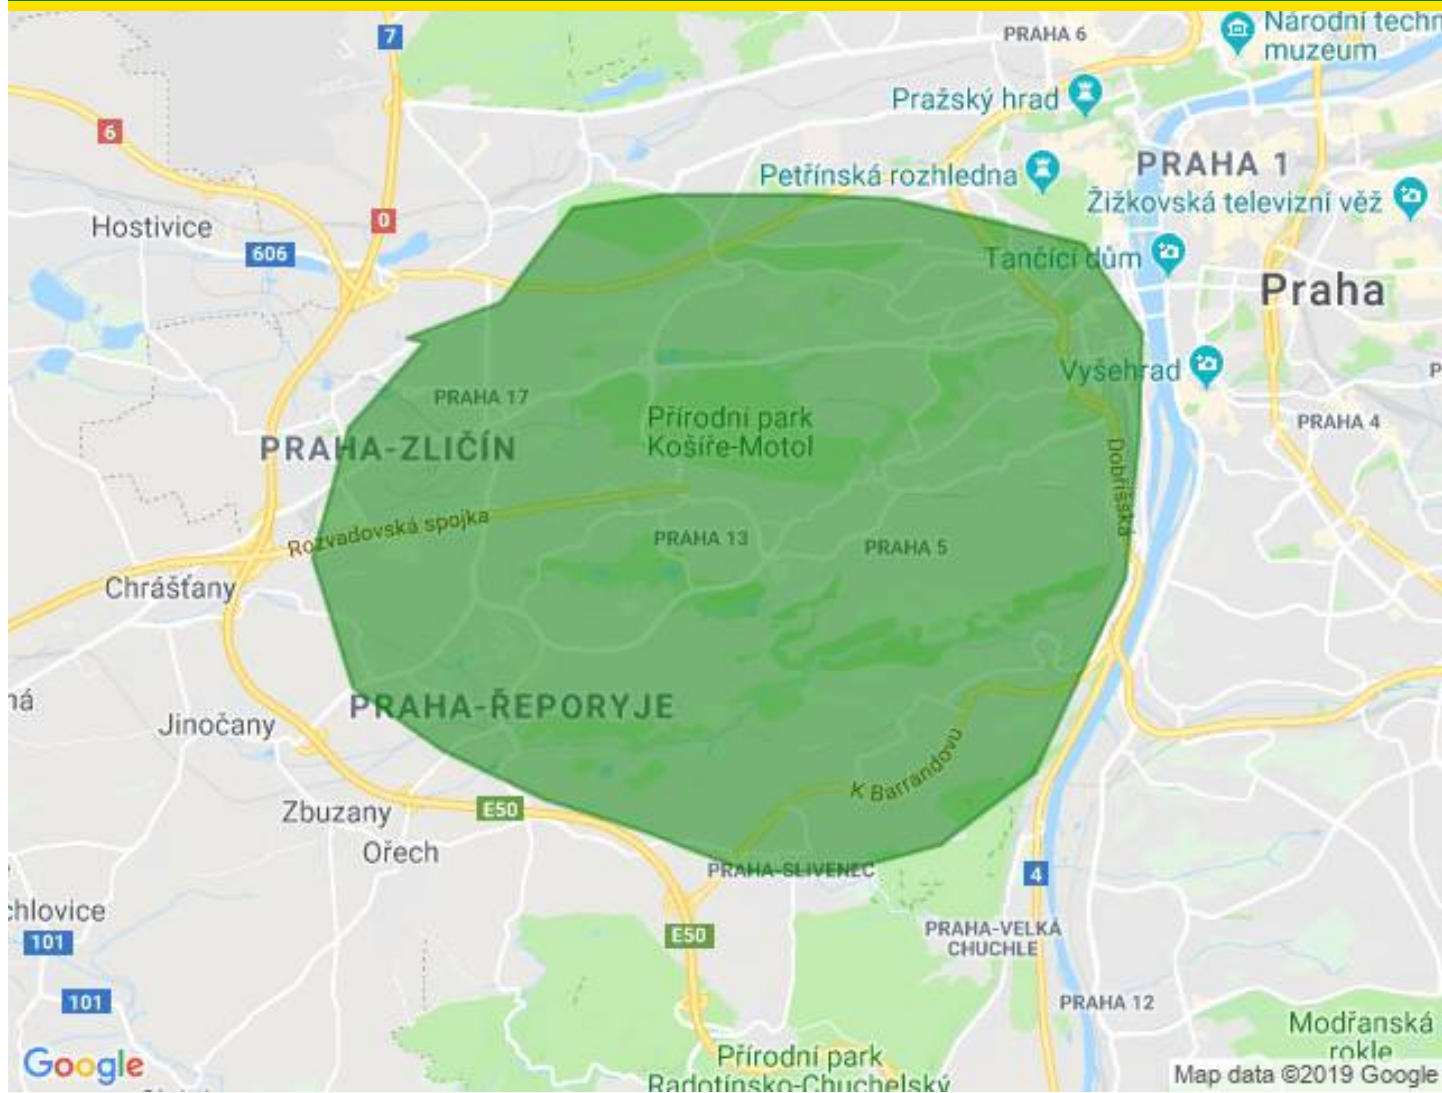 7
PRAHA 6
Národní techn
muzeum
Pražský hrad
6
PRAHA 1
Petřínská rozhledna
Žižkovská televizní věž
0
Hostivice
606
Tančící dům
Praha
Vyšehrad
P
PRAHA 17
Přírodní park
Košíře-Motol
PRAHA 4
PRAHA-ZLIČÍN
Dobříšská
Rozvadovská spojka
PRAHA 13
PRAHA 5
Chrášťany
ná
PRAHA-ŘEPORYJE
Jinočany
K Barrandovu
Zbuzany
E50
Ořech
PRAHA-SLIVENEC
4
chlovice
101
E50
PRAHA-VELKÁ
CHUCHLE
101
PRAHA 12
Modřanská
rokle
Přírodní park
Radotínsko-Chuchelský
Google
Map data ©2019 Google